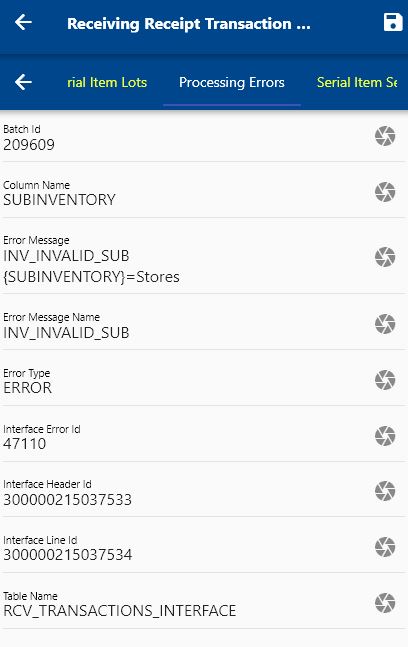 Receiving Receipt Transaction ...
rial Item Lots Processing Errors Serial Item Se
Batch Id
209609
Column Name
SUBINVENTORY
Error Message
INV_INVALID_SUB
{SUBINVENTORY}=Stores
Error Message Name
INV_INVALID_SUB
Error Type
ERROR
Interface Error Id
47110
Interface Header Id
300000215037533
Interface Line Id
300000215037534
Table Name
RCV_TRANSACTIONS_INTERFACE